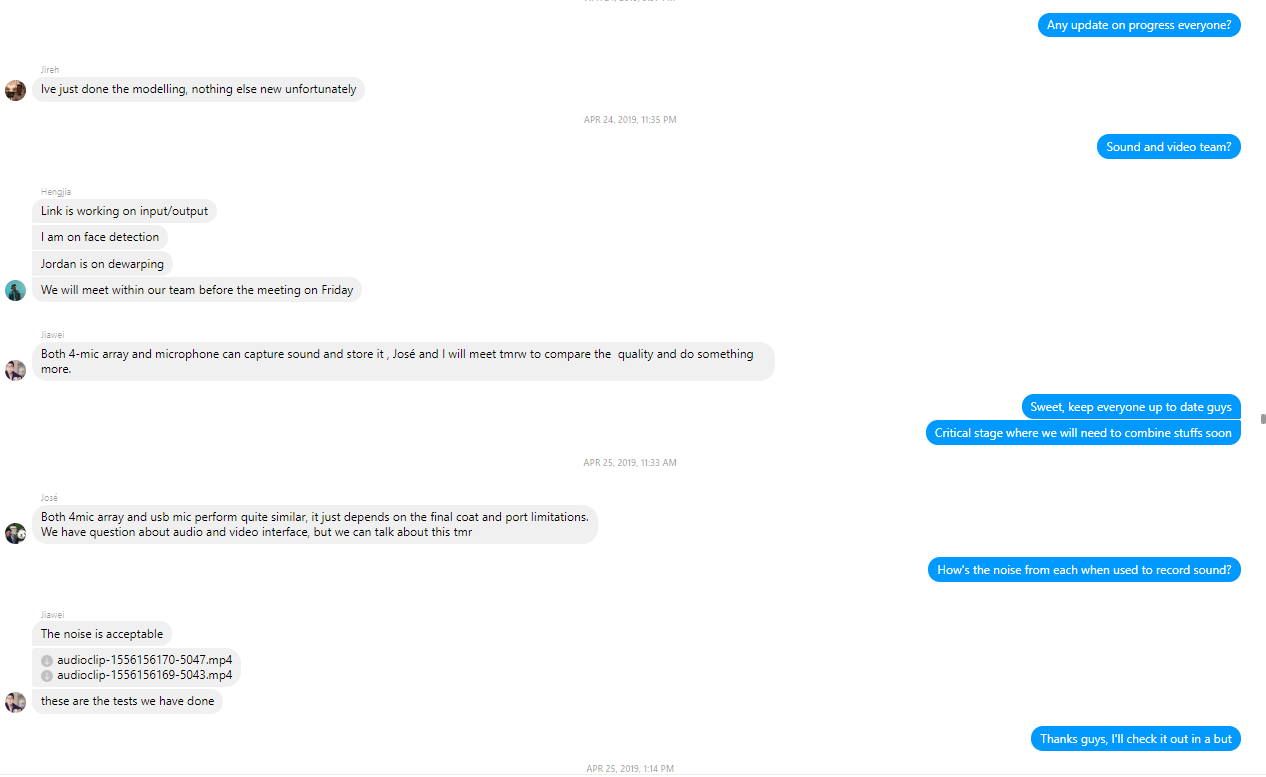 Any update on progress everyone?
Jireh
Ive just done the modelling, nothing else new unfortunately
APR 24, 2019, 11:35 PM
Sound and video team?
Hengjia
Link is working on input/output
I am on face detection
Jordan is on dewarping
We will meet within our team before the meeting on Friday
Jiawei
Both 4-mic array and microphone can capture sound and store it , José and I will meet tmrw to compare the  quality and do something
more.
Sweet, keep everyone up to date guys
Critical stage where we will need to combine stuffs soon
APR 25, 2019, 11:33 AM
José
Both 4mic array and usb mic perform quite similar, it just depends on the final coat and port limitations.
We have question about audio and video interface, but we can talk about this tmr
How's the noise from each when used to record sound?
Jiawei
The noise is acceptable
audioclip-1556156170-5047.mp4
audioclip-1556156169-5043.mp4
these are the tests we have done
Thanks guys, I'll check it out in a but
APR 25, 2019, 1:14 PM